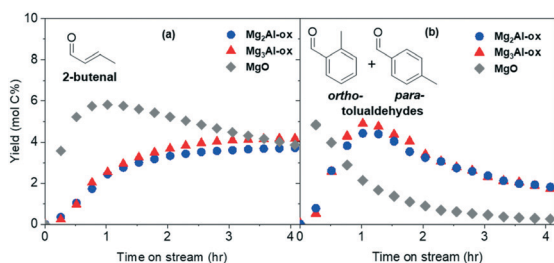 Yield (mol C%)
10
8
6
4
2
0
(a)
O
2-butenal
Mg₂Al-ox
Mg₃Al-ox
MgO
0 1 2 3 4
Time on stream (hr)
(b)
O
O
+
ortho- para-
tolualdehydes
Mg₂Al-ox
Mg₃Al-ox
MgO
0 1 2 3 4
Time on stream (hr)